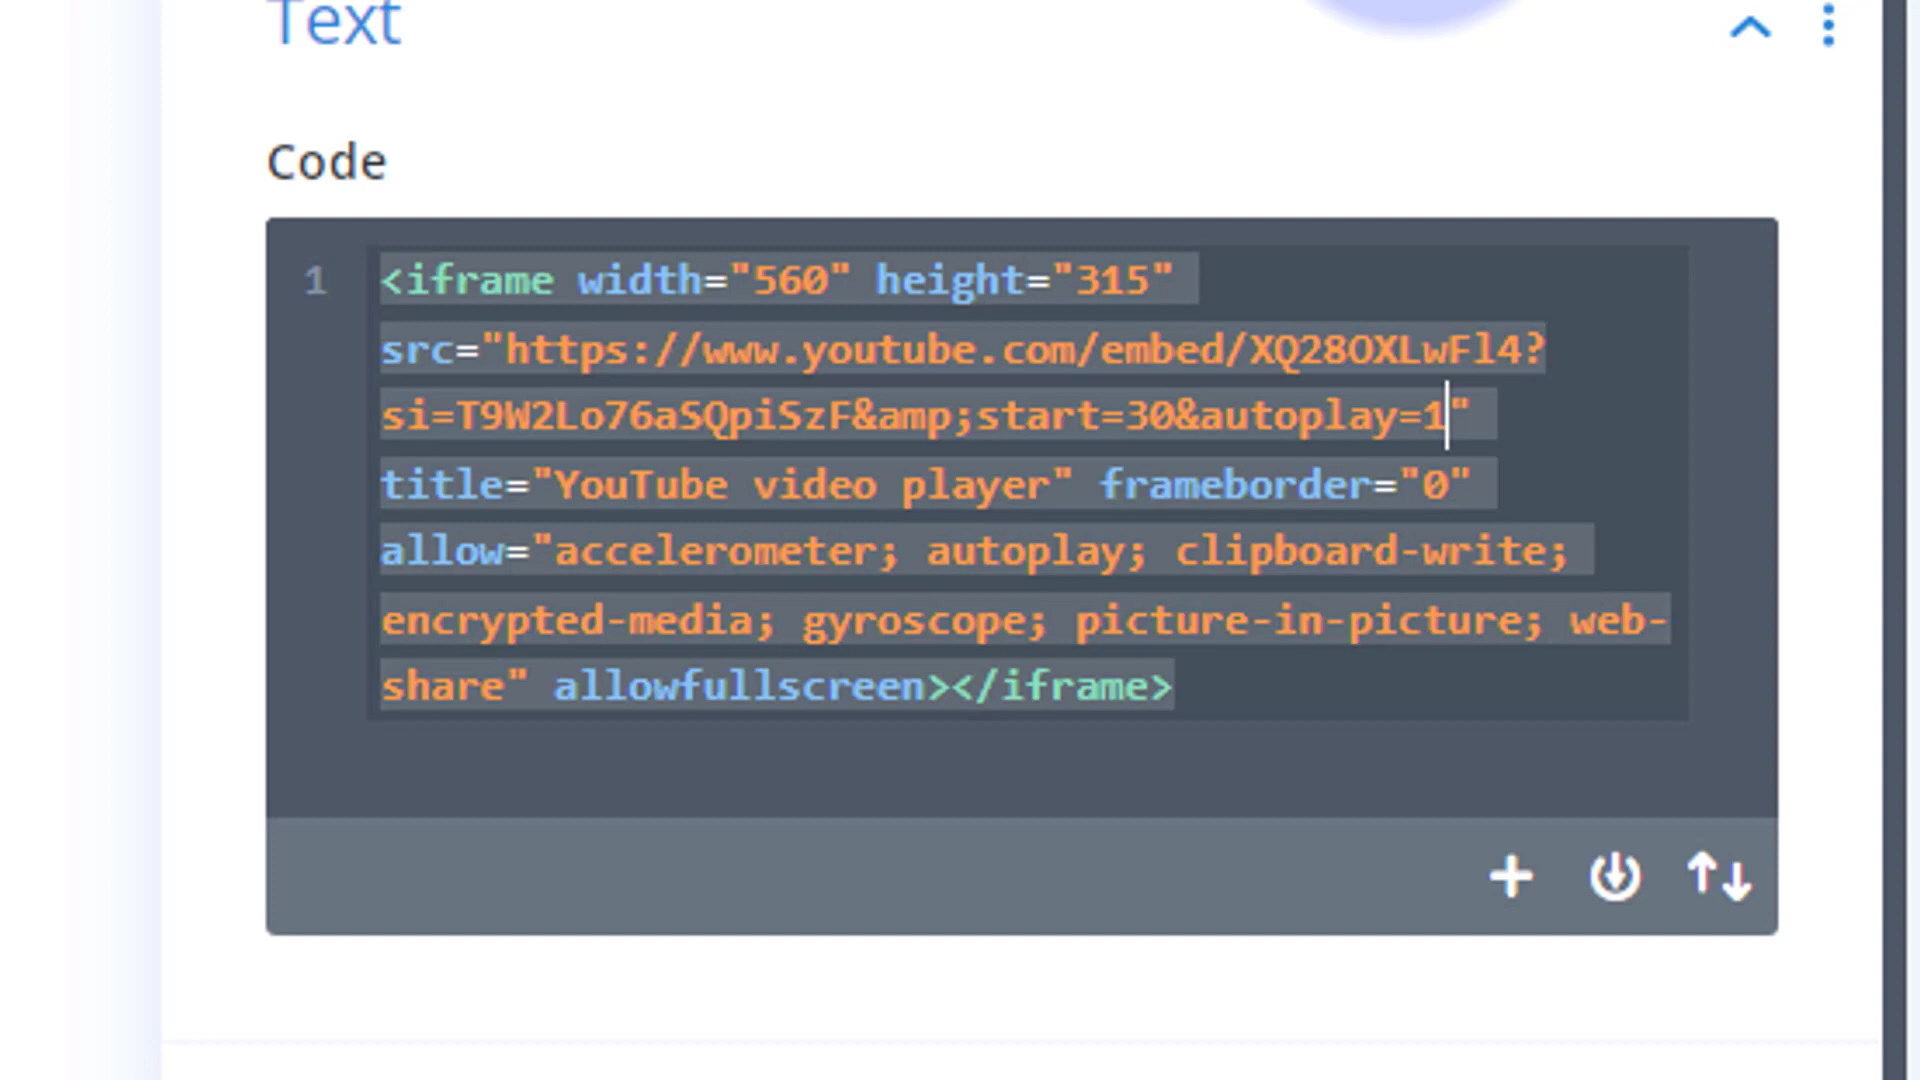 Text
Code
1
<iframe width="560" height="315"
src="https://www.youtube.com/embed/XQ28OXLwFl4?
si=T9W2Lo76aSQpiSzF&amp;start=30&autoplay=1"
title="YouTube video player" frameborder="0"
allow="accelerometer; autoplay; clipboard-write;
encrypted-media; gyroscope; picture-in-picture; web-
share" allowfullscreen></iframe>